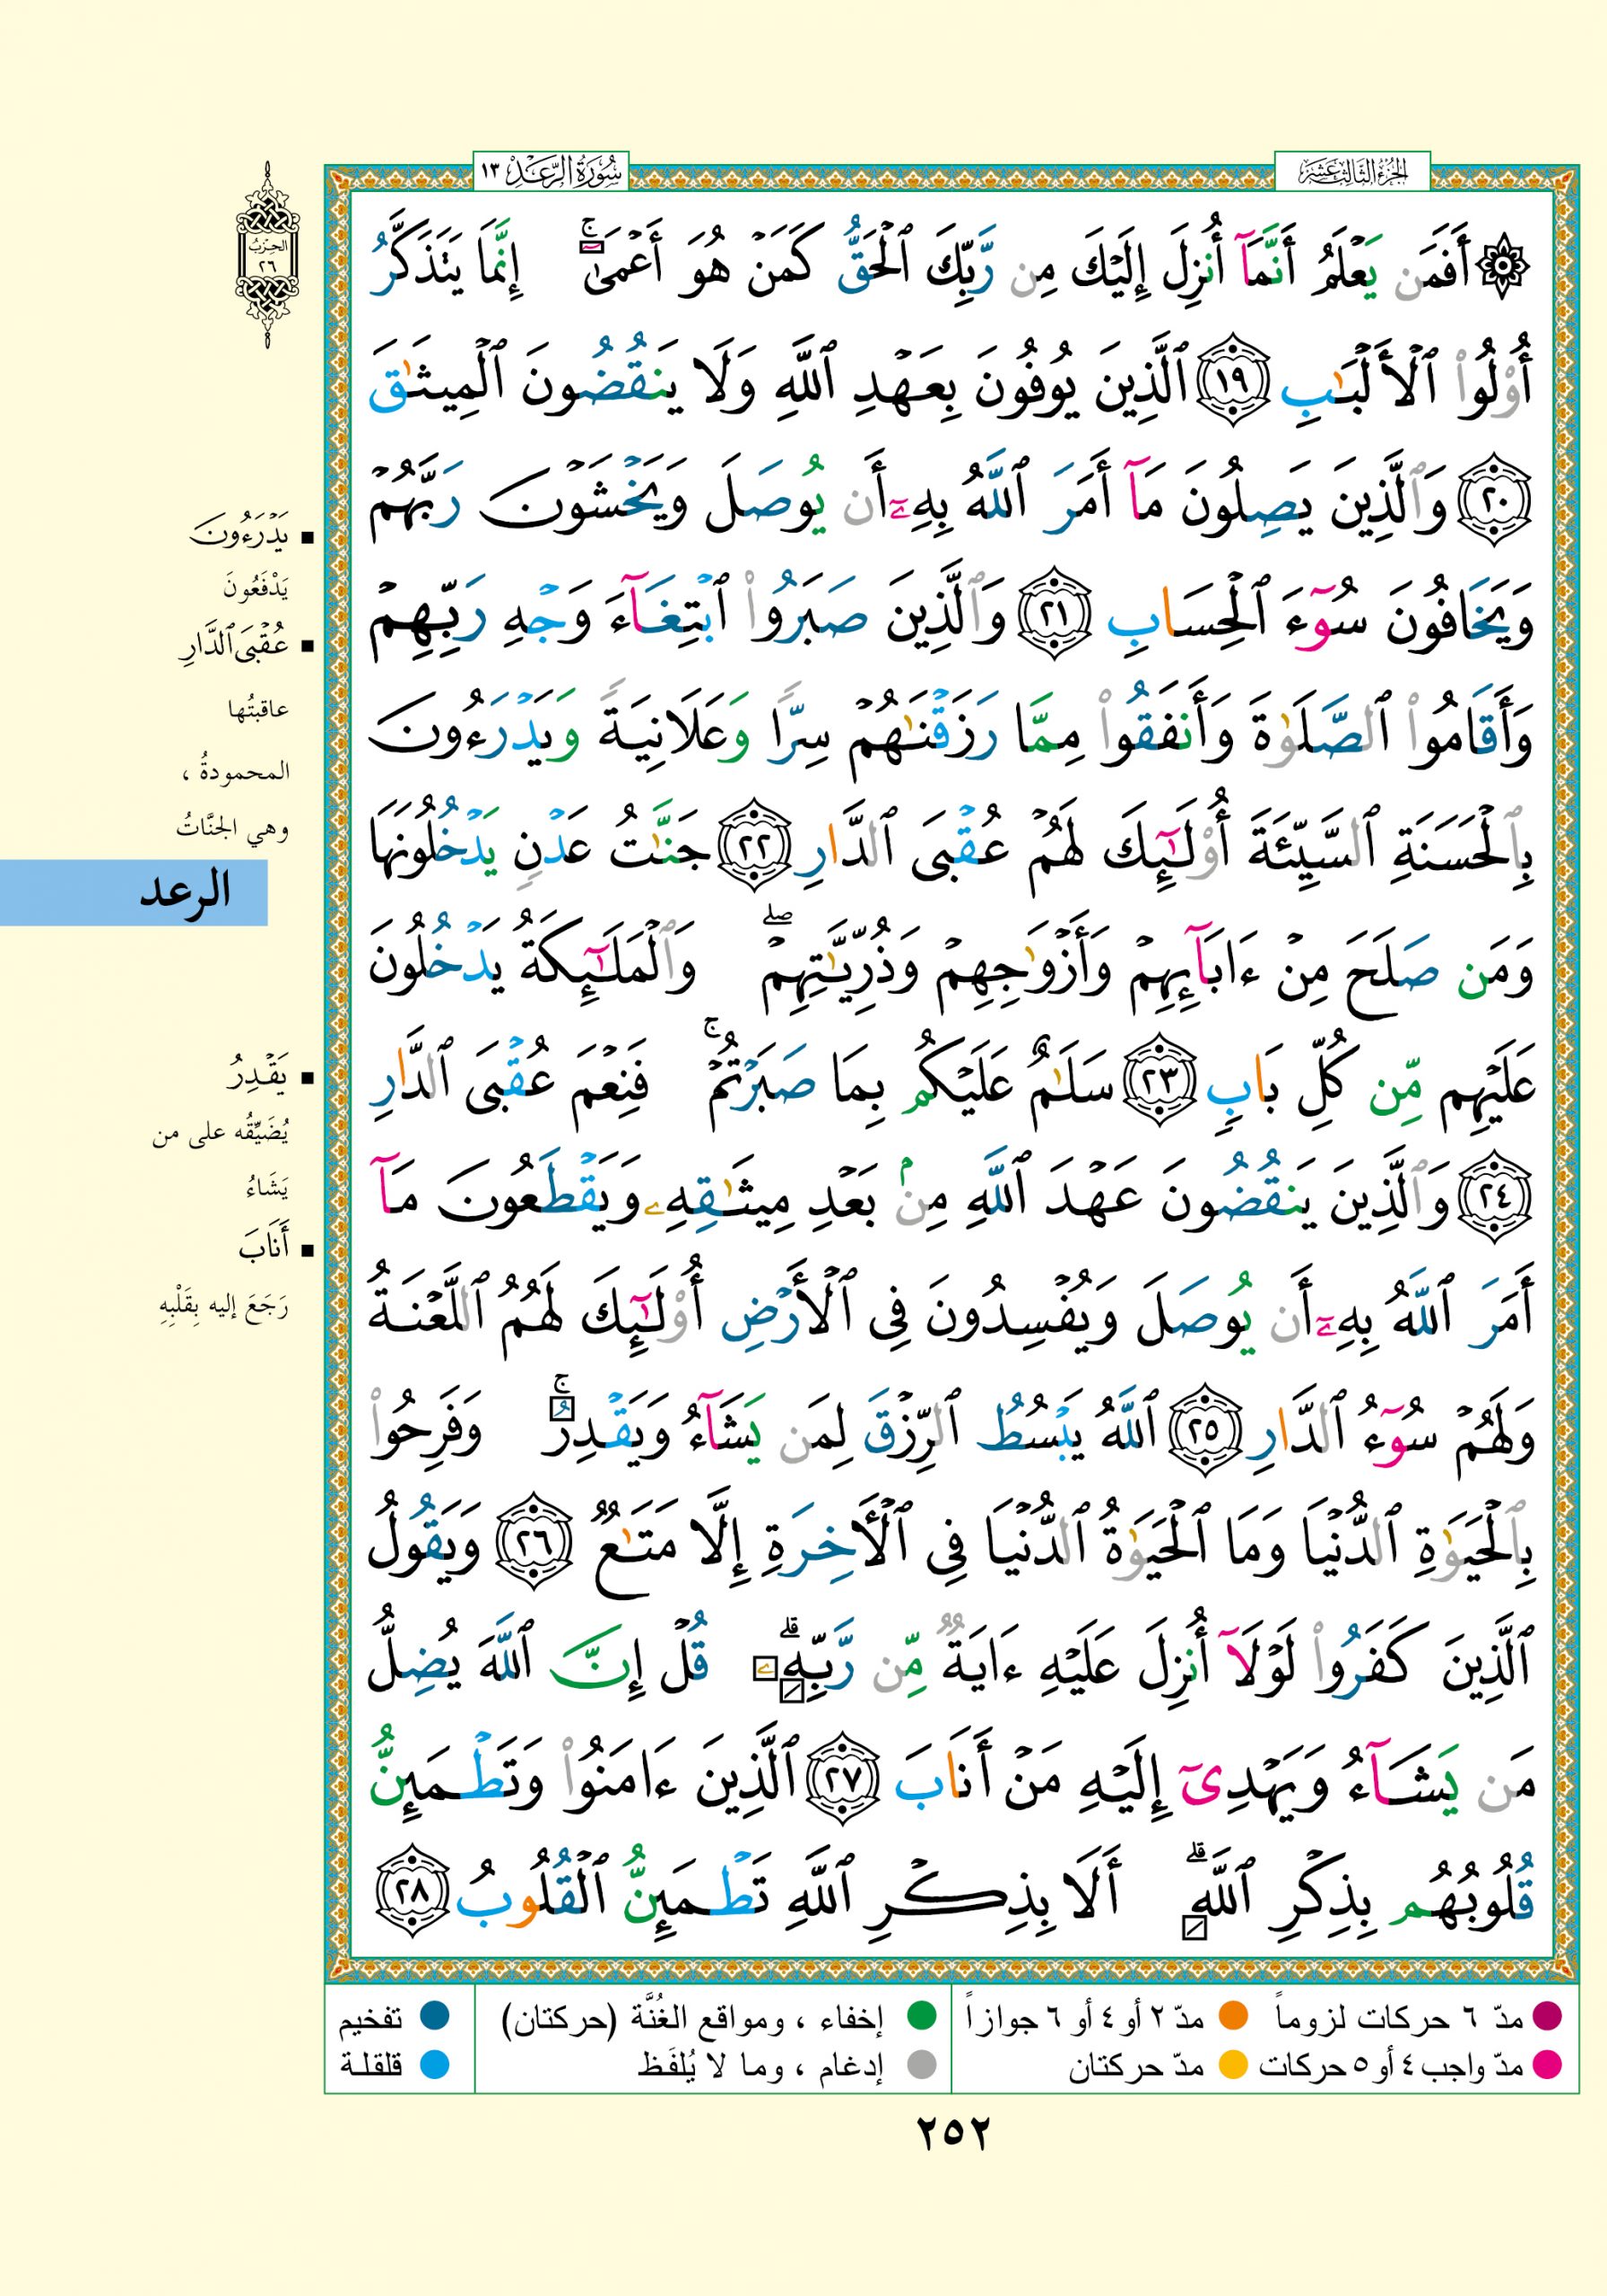 الجزء الثالث عشر
سورة الرعد ١٣
۞ أَفَمَن يَعۡلَمُ أَنَّمَآ أُنزِلَ إِلَيۡكَ مِن رَّبِّكَ ٱلۡحَقُّ كَمَنۡ هُوَ أَعۡمَىٰٓۚ إِنَّمَا يَتَذَكَّرُ
أُوْلُواْ ٱلۡأَلۡبَٰبِ ١٩ ٱلَّذِينَ يُوفُونَ بِعَهۡدِ ٱللَّهِ وَلَا يَنقُضُونَ ٱلۡمِيثَٰقَ
٢٠ وَٱلَّذِينَ يَصِلُونَ مَآ أَمَرَ ٱللَّهُ بِهِۦٓ أَن يُوصَلَ وَيَخۡشَوۡنَ رَبَّهُمۡ
وَيَخَافُونَ سُوٓءَ ٱلۡحِسَابِ ٢١ وَٱلَّذِينَ صَبَرُواْ ٱبۡتِغَآءَ وَجۡهِ رَبِّهِمۡ
وَأَقَامُواْ ٱلصَّلَوٰةَ وَأَنفَقُواْ مِمَّا رَزَقۡنَٰهُمۡ سِرّٗا وَعَلَانِيَةٗ وَيَدۡرَءُونَ
بِٱلۡحَسَنَةِ ٱلسَّيِّئَةَ أُوْلَٰٓئِكَ لَهُمۡ عُقۡبَى ٱلدَّارِ ٢٢ جَنَّٰتُ عَدۡنٖ يَدۡخُلُونَهَا
وَمَن صَلَحَ مِنۡ ءَابَآئِهِمۡ وَأَزۡوَٰجِهِمۡ وَذُرِّيَّٰتِهِمۡۖ وَٱلۡمَلَٰٓئِكَةُ يَدۡخُلُونَ
عَلَيۡهِم مِّن كُلِّ بَابٖ ٢٣ سَلَٰمٌ عَلَيۡكُم بِمَا صَبَرۡتُمۡۚ فَنِعۡمَ عُقۡبَى ٱلدَّارِ
٢٤ وَٱلَّذِينَ يَنقُضُونَ عَهۡدَ ٱللَّهِ مِنۢ بَعۡدِ مِيثَٰقِهِۦ وَيَقۡطَعُونَ مَآ
أَمَرَ ٱللَّهُ بِهِۦٓ أَن يُوصَلَ وَيُفۡسِدُونَ فِى ٱلۡأَرۡضِ أُوْلَٰٓئِكَ لَهُمُ ٱللَّعۡنَةُ
وَلَهُمۡ سُوٓءُ ٱلدَّارِ ٢٥ ٱللَّهُ يَبۡسُطُ ٱلرِّزۡقَ لِمَن يَشَآءُ وَيَقۡدِرُۚ وَفَرِحُواْ
بِٱلۡحَيَوٰةِ ٱلدُّنۡيَا وَمَا ٱلۡحَيَوٰةُ ٱلدُّنۡيَا فِى ٱلۡأٓخِرَةِ إِلَّا مَتَٰعٞ ٢٦ وَيَقُولُ
ٱلَّذِينَ كَفَرُواْ لَوۡلَآ أُنزِلَ عَلَيۡهِ ءَايَةٞ مِّن رَّبِّهِۦۗ قُلۡ إِنَّ ٱللَّهَ يُضِلُّ
مَن يَشَآءُ وَيَهۡدِىٓ إِلَيۡهِ مَنۡ أَنَابَ ٢٧ ٱلَّذِينَ ءَامَنُواْ وَتَطۡمَئِنُّ
قُلُوبُهُم بِذِكۡرِ ٱللَّهِۗ أَلَا بِذِكۡرِ ٱللَّهِ تَطۡمَئِنُّ ٱلۡقُلُوبُ ٢٨
الحزب
٢٦
■ يَدۡرَءُونَ
يَدْفَعُونَ
■ عُقۡبَى ٱلدَّارِ
عاقبتُها
المحمودةُ ،
وهي الجنَّاتُ
الرعد
■ يَقۡدِرُ
يُضَيِّقُه على من
يَشَاءُ
■ أَنَابَ
رَجَعَ إليه بِقَلْبِهِ
مدّ ٦ حركات لزوماً ● مدّ ٢ أو ٤ أو ٦ جوازاً
مدّ واجب ٤ أو ٥ حركات ● مدّ حركتان
إخفاء ، ومواقع الغُنَّة (حركتان)
إدغام ، وما لا يُلفَظ
تفخيم
قلقلة
٢٥٢